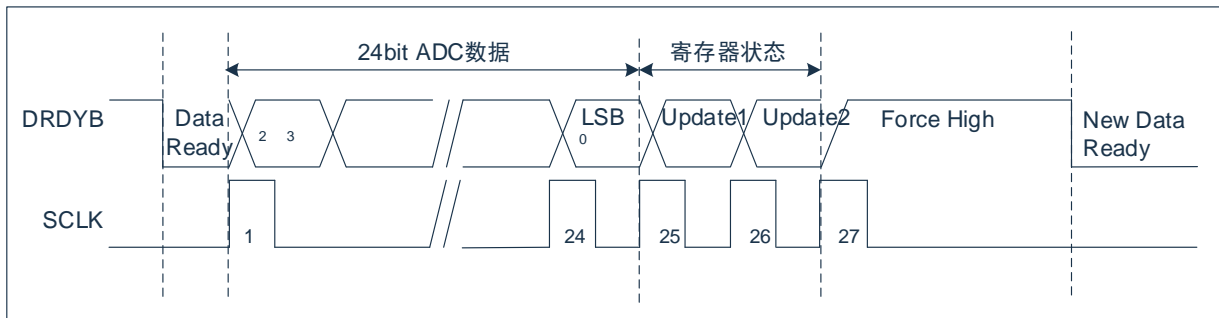 24bit ADC数据 寄存器状态
DRDYB Data Ready 2 3 LSB 0 Update1 Update2 Force High New Data Ready
SCLK 1 24 25 26 27